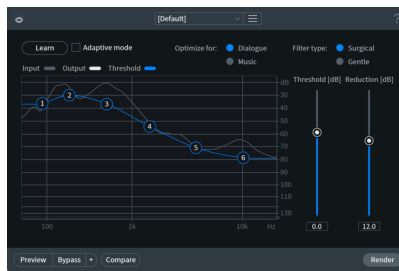 [Default]
?
Learn
Adaptive mode
Optimize for:
Dialogue
Music
Filter type:
Surgical
Gentle
Input
Output
Threshold
Threshold [dB]
Reduction [dB]
dB
30
40
50
60
70
80
90
100
110
130
1
2
3
4
5
6
100
1k
10k
Hz
0.0
12.0
Preview
Bypass
+
Compare
Render